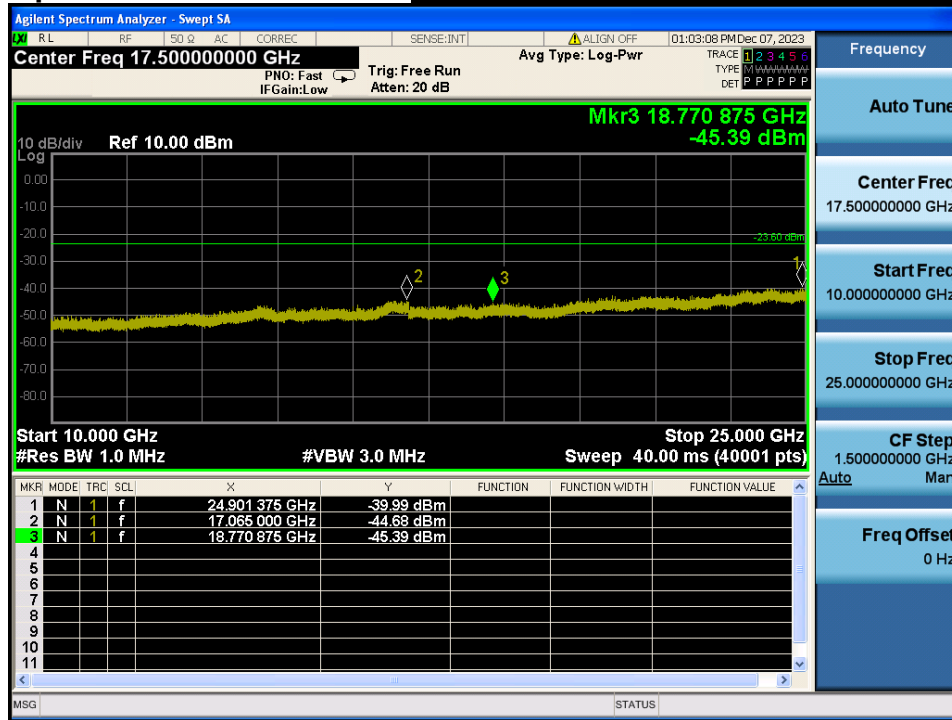 Agilent Spectrum Analyzer - Swept SA
LXI RL RF 50 Ω AC CORREC SENSE:INT ALIGN OFF 01:03:08 PM Dec 07, 2023
Center Freq 17.500000000 GHz
PNO: Fast
IFGain:Low
Trig: Free Run
Atten: 20 dB
Avg Type: Log-Pwr
TRACE 1 2 3 4 5 6
TYPE M
DET P P P P P P
Mkr3 18.770 875 GHz
-45.39 dBm
10 dB/div Ref 10.00 dBm
Log
0.00
-10.0
-20.0
-30.0
-40.0
-50.0
-60.0
-70.0
-80.0
-23.60 dBm
1
2
3
Start 10.000 GHz Stop 25.000 GHz
#Res BW 1.0 MHz #VBW 3.0 MHz Sweep 40.00 ms (40001 pts)
MKR MODE TRC SCL X Y FUNCTION FUNCTION WIDTH FUNCTION VALUE
1 N 1 f 24.901 375 GHz -39.99 dBm
2 N 1 f 17.065 000 GHz -44.68 dBm
3 N 1 f 18.770 875 GHz -45.39 dBm
4
5
6
7
8
9
10
11
MSG STATUS
Frequency
Auto Tune
Center Freq
17.500000000 GHz
Start Freq
10.000000000 GHz
Stop Freq
25.000000000 GHz
CF Step
1.500000000 GHz
Auto Man
Freq Offset
0 Hz